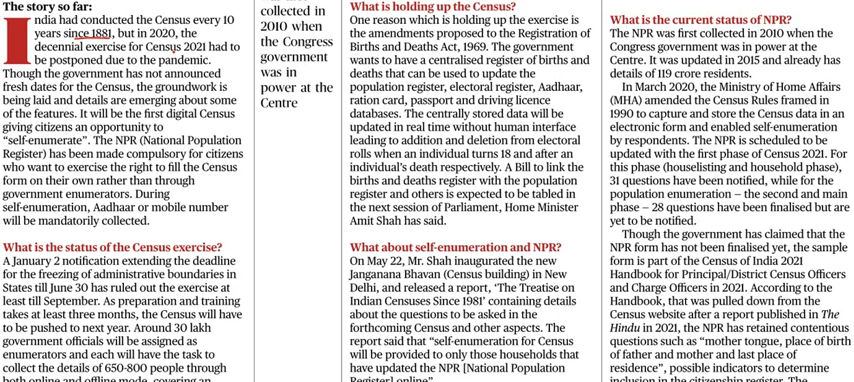 The story so far:
India had conducted the Census every 10
years since 1881, but in 2020, the
decennial exercise for Census 2021 had to
be postponed due to the pandemic.
Though the government has not announced
fresh dates for the Census, the groundwork is
being laid and details are emerging about some
of the features. It will be the first digital Census
giving citizens an opportunity to
“self-enumerate”. The NPR (National Population
Register) has been made compulsory for citizens
who want to exercise the right to fill the Census
form on their own rather than through
government enumerators. During
self-enumeration, Aadhaar or mobile number
will be mandatorily collected.
What is the status of the Census exercise?
A January 2 notification extending the deadline
for the freezing of administrative boundaries in
States till June 30 has ruled out the exercise at
least till September. As preparation and training
takes at least three months, the Census will have
to be pushed to next year. Around 30 lakh
government officials will be assigned as
enumerators and each will have the task to
collect the details of 650-800 people through
both online and offline mode, covering an
collected in
2010 when
the Congress
government
was in
power at the
Centre
What is holding up the Census?
One reason which is holding up the exercise is
the amendments proposed to the Registration of
Births and Deaths Act, 1969. The government
wants to have a centralised register of births and
deaths that can be used to update the
population register, electoral register, Aadhaar,
ration card, passport and driving licence
databases. The centrally stored data will be
updated in real time without human interface
leading to addition and deletion from electoral
rolls when an individual turns 18 and after an
individual’s death respectively. A Bill to link the
births and deaths register with the population
register and others is expected to be tabled in
the next session of Parliament, Home Minister
Amit Shah has said.
What about self-enumeration and NPR?
On May 22, Mr. Shah inaugurated the new
Janganana Bhavan (Census building) in New
Delhi, and released a report, ‘The Treatise on
Indian Censuses Since 1981’ containing details
about the questions to be asked in the
forthcoming Census and other aspects. The
report said that “self-enumeration for Census
will be provided to only those households that
have updated the NPR [National Population
Register] online”.
What is the current status of NPR?
The NPR was first collected in 2010 when the
Congress government was in power at the
Centre. It was updated in 2015 and already has
details of 119 crore residents.
In March 2020, the Ministry of Home Affairs
(MHA) amended the Census Rules framed in
1990 to capture and store the Census data in an
electronic form and enabled self-enumeration
by respondents. The NPR is scheduled to be
updated with the first phase of Census 2021. For
this phase (houselisting and household phase),
31 questions have been notified, while for the
population enumeration – the second and main
phase – 28 questions have been finalised but are
yet to be notified.
Though the government has claimed that the
NPR form has not been finalised yet, the sample
form is part of the Census of India 2021
Handbook for Principal/District Census Officers
and Charge Officers in 2021. According to the
Handbook, that was pulled down from the
Census website after a report published in The
Hindu in 2021, the NPR has retained contentious
questions such as “mother tongue, place of birth
of father and mother and last place of
residence”, possible indicators to determine
inclusion in the citizenship register. The